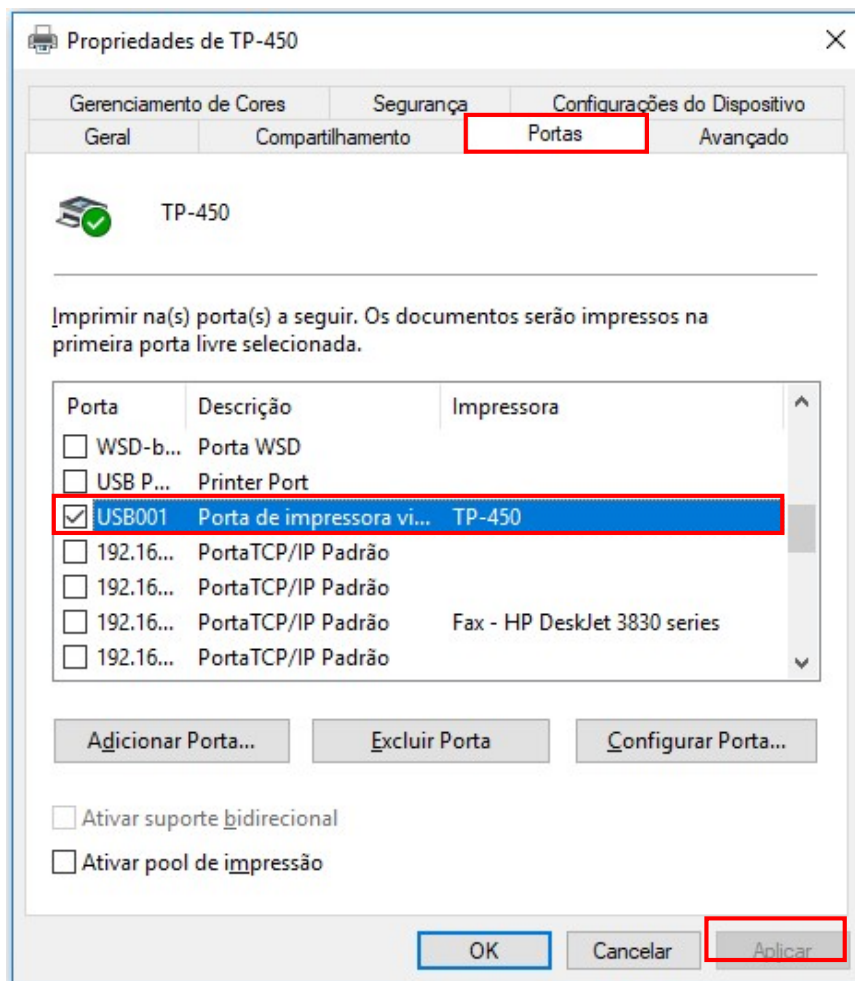 Propriedades de TP-450
Gerenciamento de Cores Segurança Configurações do Dispositivo
Geral Compartilhamento Portas Avançado
TP-450
Imprimir na(s) porta(s) a seguir. Os documentos serão impressos na
primeira porta livre selecionada.
Porta Descrição Impressora
WSD-b... Porta WSD
USB P... Printer Port
USB001 Porta de impressora vi... TP-450
192.16... PortaTCP/IP Padrão
192.16... PortaTCP/IP Padrão
192.16... PortaTCP/IP Padrão Fax - HP DeskJet 3830 series
192.16... PortaTCP/IP Padrão
Adicionar Porta... Excluir Porta Configurar Porta...
Ativar suporte bidirecional
Ativar pool de impressão
OK Cancelar Aplicar